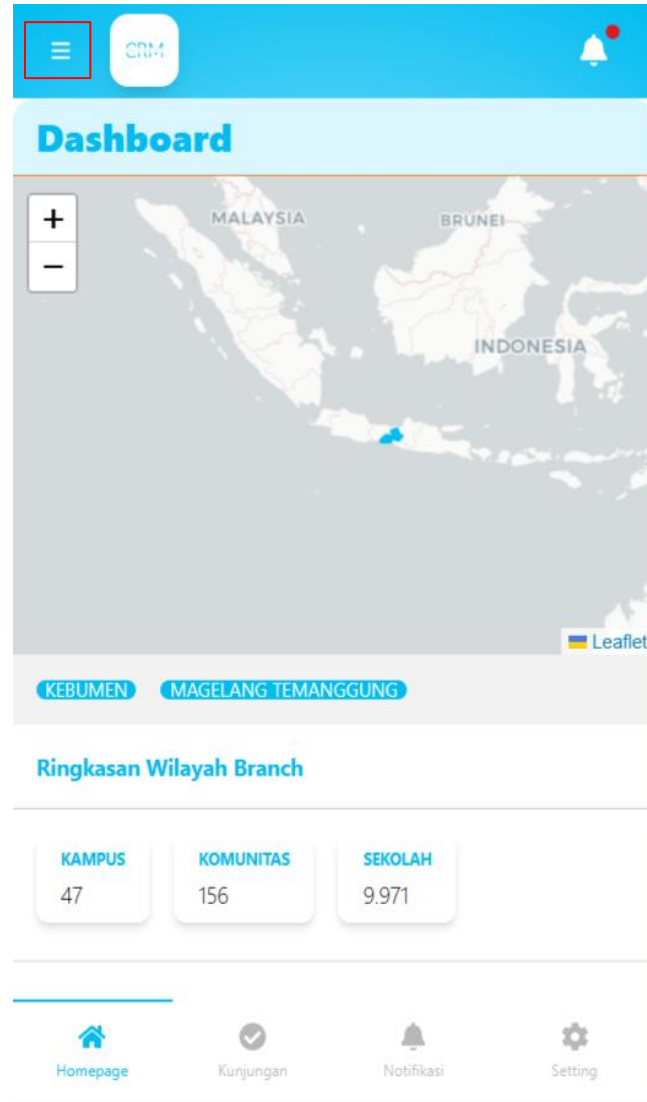 CRM
Dashboard
+
MALAYSIA
BRUNEI
−
INDONESIA
Leaflet
KEBUMEN MAGELANG TEMANGGUNG
Ringkasan Wilayah Branch
KAMPUS KOMUNITAS SEKOLAH
47 156 9.971
Homepage Kunjungan Notifikasi Setting